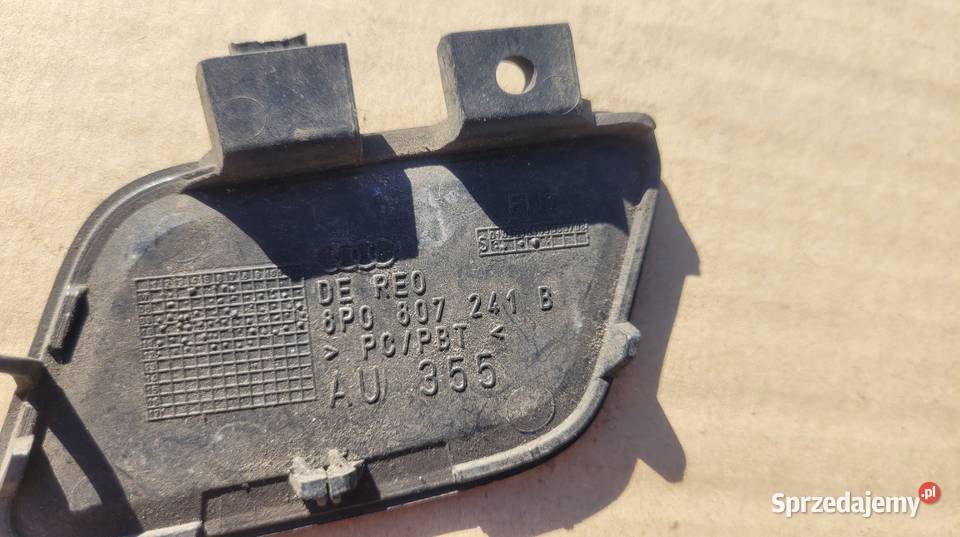 DE REO
8P0 807 241 B
> PC/PBT <
AU 355
Sprzedajemy.pl